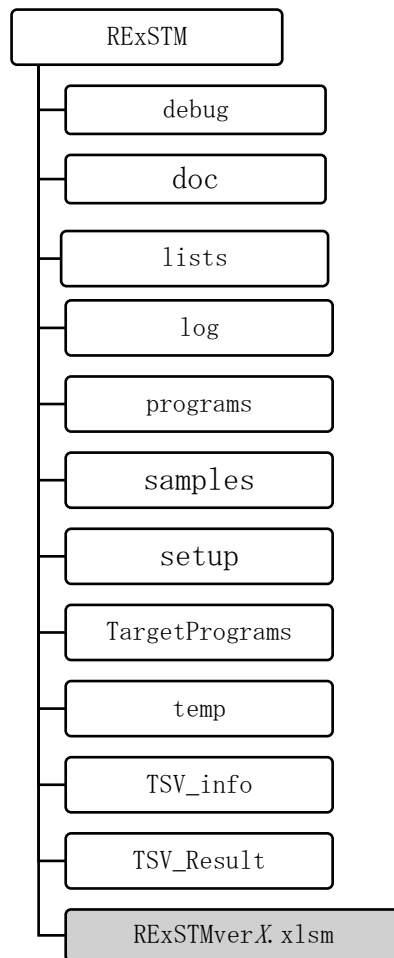 RExSTM
debug
doc
lists
log
programs
samples
setup
TargetPrograms
temp
TSV_info
TSV_Result
RExSTMverX.xlsm